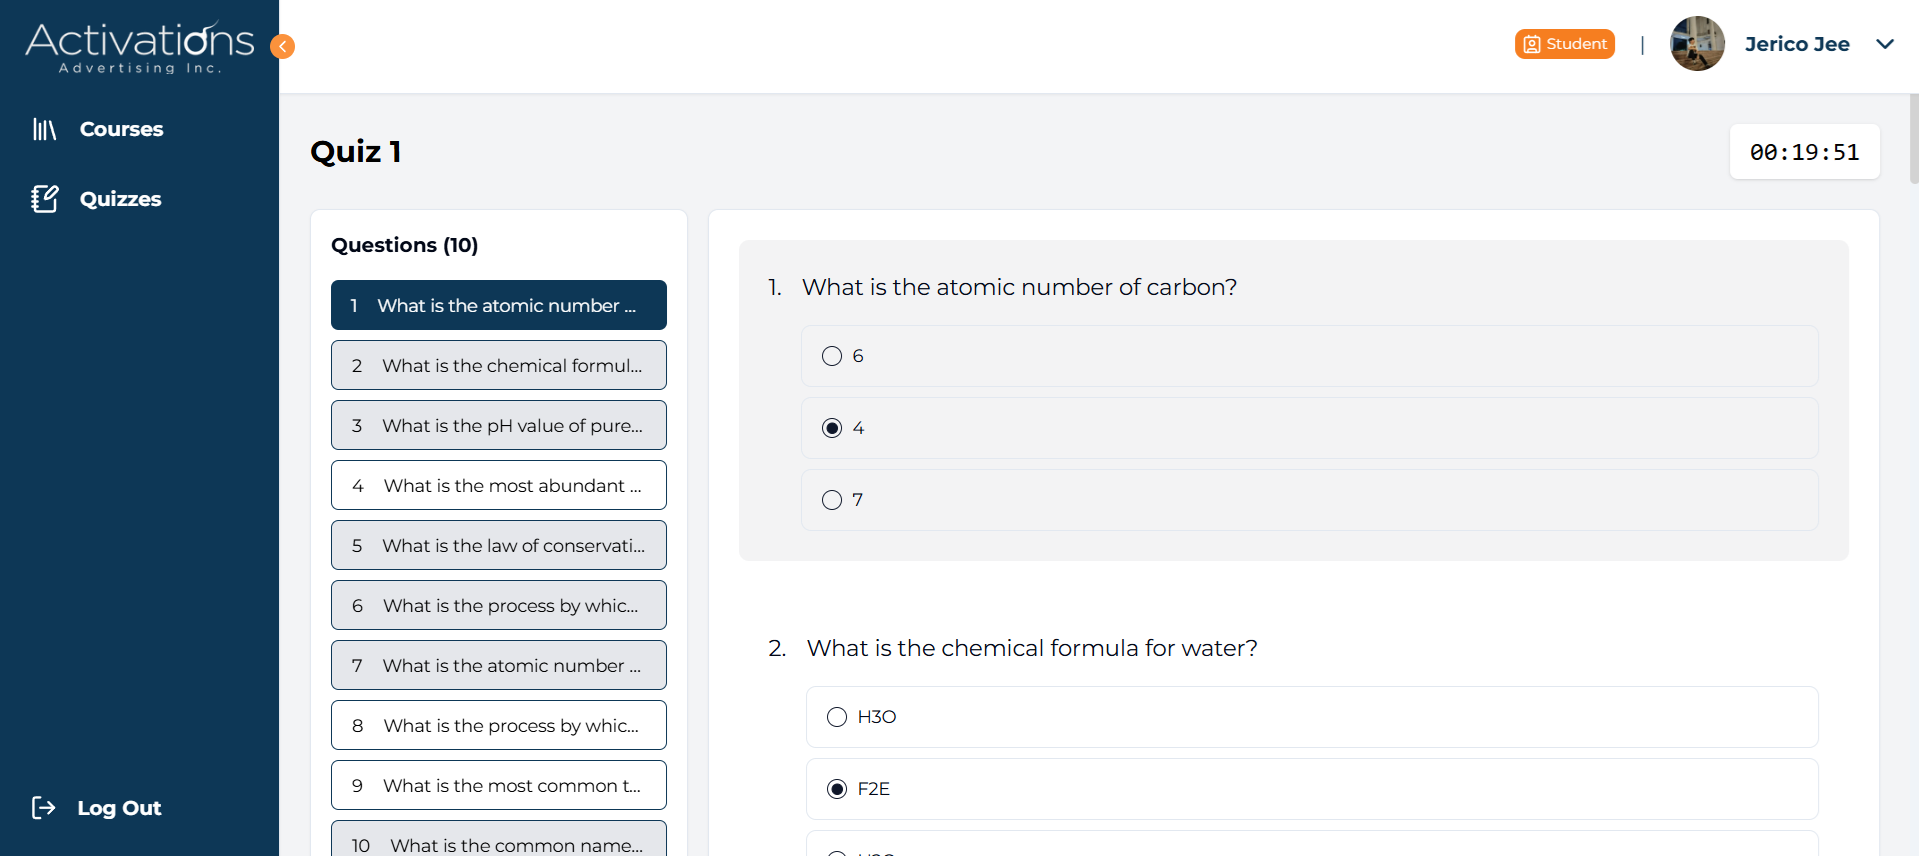 Activations
Advertising Inc.
Student
|
Jerico Jee
Courses
Quizzes
Log Out
Quiz 1
00:19:51
Questions (10)
1 What is the atomic number ...
2 What is the chemical formul...
3 What is the pH value of pure...
4 What is the most abundant ...
5 What is the law of conservati...
6 What is the process by whic...
7 What is the atomic number ...
8 What is the process by whic...
9 What is the most common t...
10 What is the common name...
1. What is the atomic number of carbon?
6
4
7
2. What is the chemical formula for water?
H3O
F2E